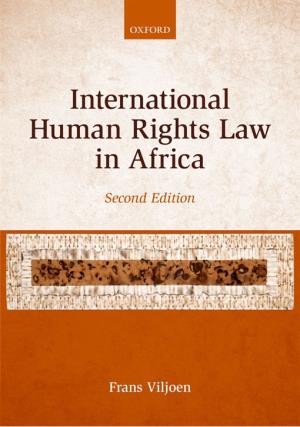 OXFORD
International
Human Rights Law
in Africa
Second Edition
Frans Viljoen